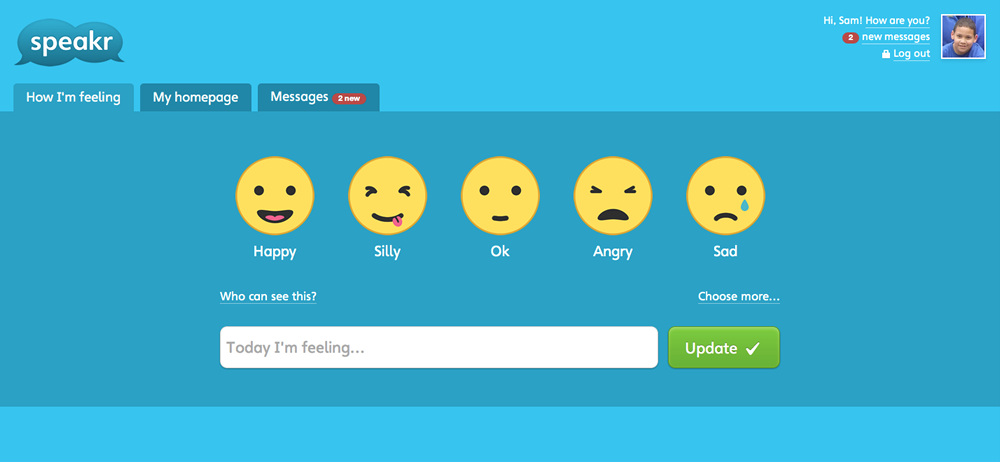 speakr
Hi, Sam! How are you?
2 new messages
Log out
How I'm feeling
My homepage
Messages 2 new
Happy
Silly
Ok
Angry
Sad
Who can see this?
Choose more...
Today I'm feeling...
Update